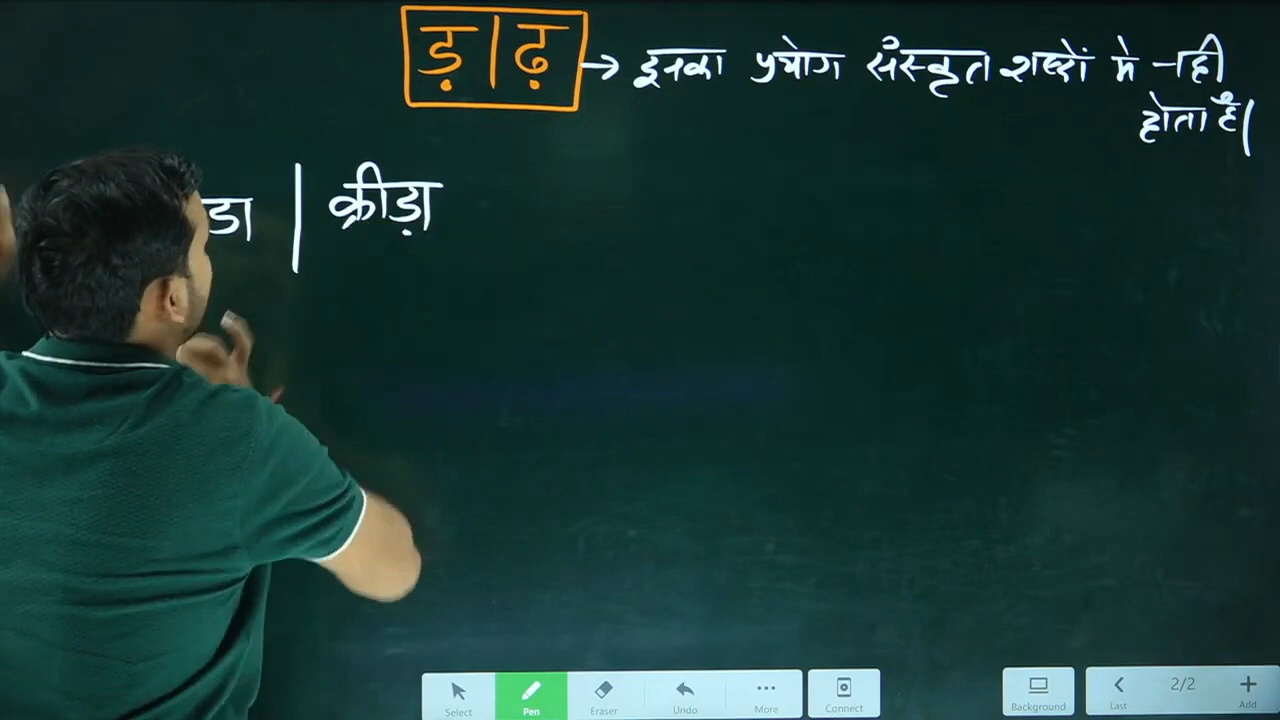 ड़ | ढ़ → इनका प्रयोग संस्कृत शब्दों मे नही
होता है।
डा | क्रीड़ा
Select Pen Eraser Undo More Connect Background Last 2/2 Add